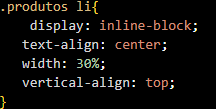 .produtos li{
    display: inline-block;
   text-align: center;
   width: 30%;
   vertical-align: top;
}